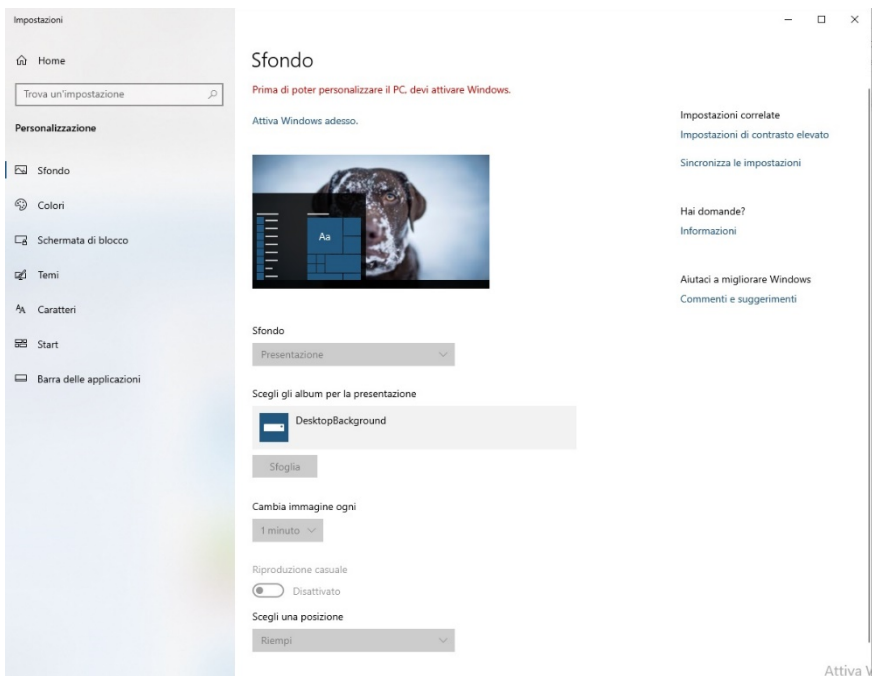 Impostazioni
Home
Trova un'impostazione
Personalizzazione
Sfondo
Colori
Schermata di blocco
Temi
Caratteri
Start
Barra delle applicazioni
Sfondo
Prima di poter personalizzare il PC, devi attivare Windows.
Attiva Windows adesso.
Aa
Sfondo
Presentazione
Scegli gli album per la presentazione
DesktopBackground
Sfoglia
Cambia immagine ogni
1 minuto
Riproduzione casuale
Disattivato
Scegli una posizione
Riempi
Impostazioni correlate
Impostazioni di contrasto elevato
Sincronizza le impostazioni
Hai domande?
Informazioni
Aiutaci a migliorare Windows
Commenti e suggerimenti
Attiva